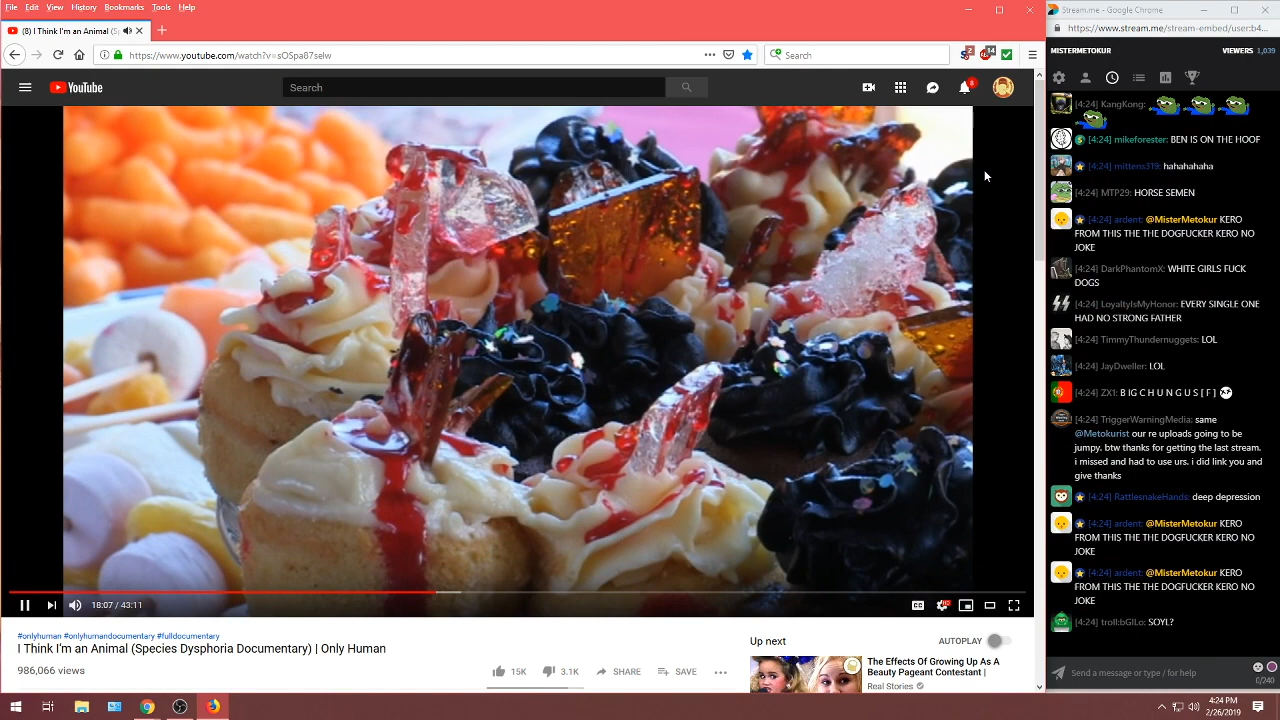 File Edit View History Bookmarks Tools Help
(8) I Think I'm an Animal (Sp
https://www.youtube.com/watch?v=sOSpa87selw
Search
2
14
YouTube
Search
8
18:07 / 43:11
CC
HD
#onlyhuman #onlyhumandocumentary #fulldocumentary
I Think I'm an Animal (Species Dysphoria Documentary) | Only Human
986,066 views
15K 3.1K SHARE SAVE
Up next
AUTOPLAY
The Effects Of Growing Up As A
Beauty Pageant Contestant |
Real Stories
Stream.me - Google Chrome
https://www.stream.me/stream-embed/user:b4...
MISTERMETOKUR
VIEWERS 1,039
[4:24] KangKong:
[4:24] mikeforester: BEN IS ON THE HOOF
[4:24] mittens319: hahahahaha
[4:24] MTP29: HORSE SEMEN
[4:24] ardent: @MisterMetokur KERO
FROM THIS THE THE DOGFUCKER KERO NO
JOKE
[4:24] DarkPhantomX: WHITE GIRLS FUCK
DOGS
[4:24] LoyaltyIsMyHonor: EVERY SINGLE ONE
HAD NO STRONG FATHER
[4:24] TimmyThundernuggets: LOL
[4:24] JayDweller: LOL
[4:24] ZX1: B I G C H U N G U S [ F ]
[4:24] TriggerWarningMedia: same
@Metokurist our re uploads going to be
jumpy. btw thanks for getting the last stream.
i missed and had to use urs. i did link you and
give thanks
[4:24] RattlesnakeHands: deep depression
[4:24] ardent: @MisterMetokur KERO
FROM THIS THE THE DOGFUCKER KERO NO
JOKE
[4:24] ardent: @MisterMetokur KERO
FROM THIS THE THE DOGFUCKER KERO NO
JOKE
[4:24] troll:bGlLo: SOYL?
Send a message or type / for help
0/240
4:24 PM
2/26/2019